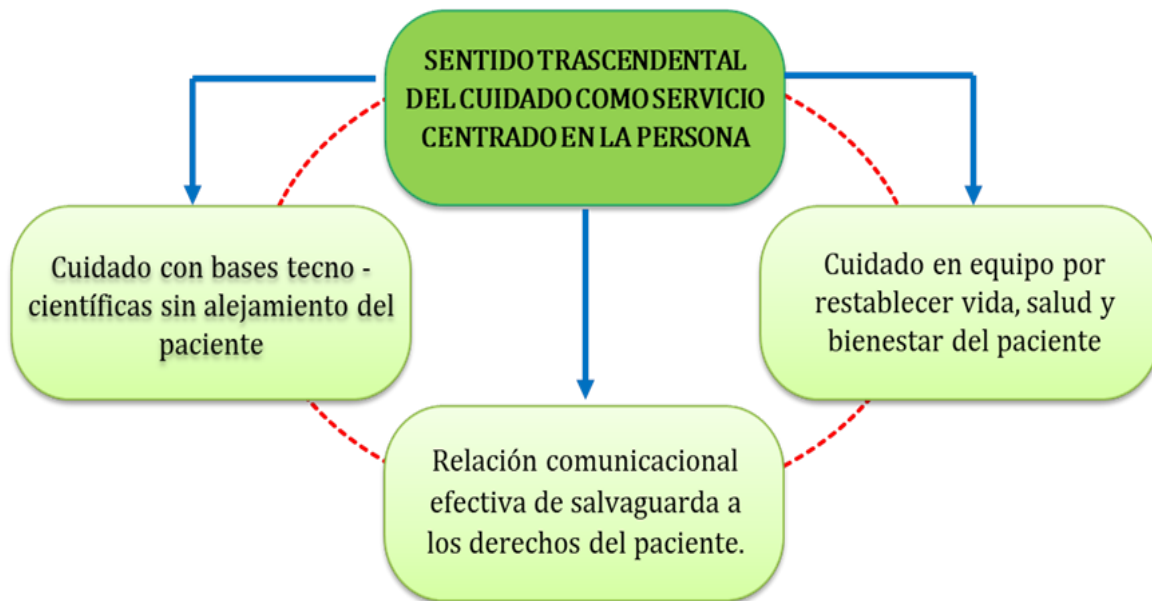 SENTIDO TRASCENDENTAL
DEL CUIDADO COMO SERVICIO
CENTRADO EN LA PERSONA
Cuidado con bases tecno -
científicas sin alejamiento del
paciente
Cuidado en equipo por
restablecer vida, salud y
bienestar del paciente
Relación comunicacional
efectiva de salvaguarda a
los derechos del paciente.